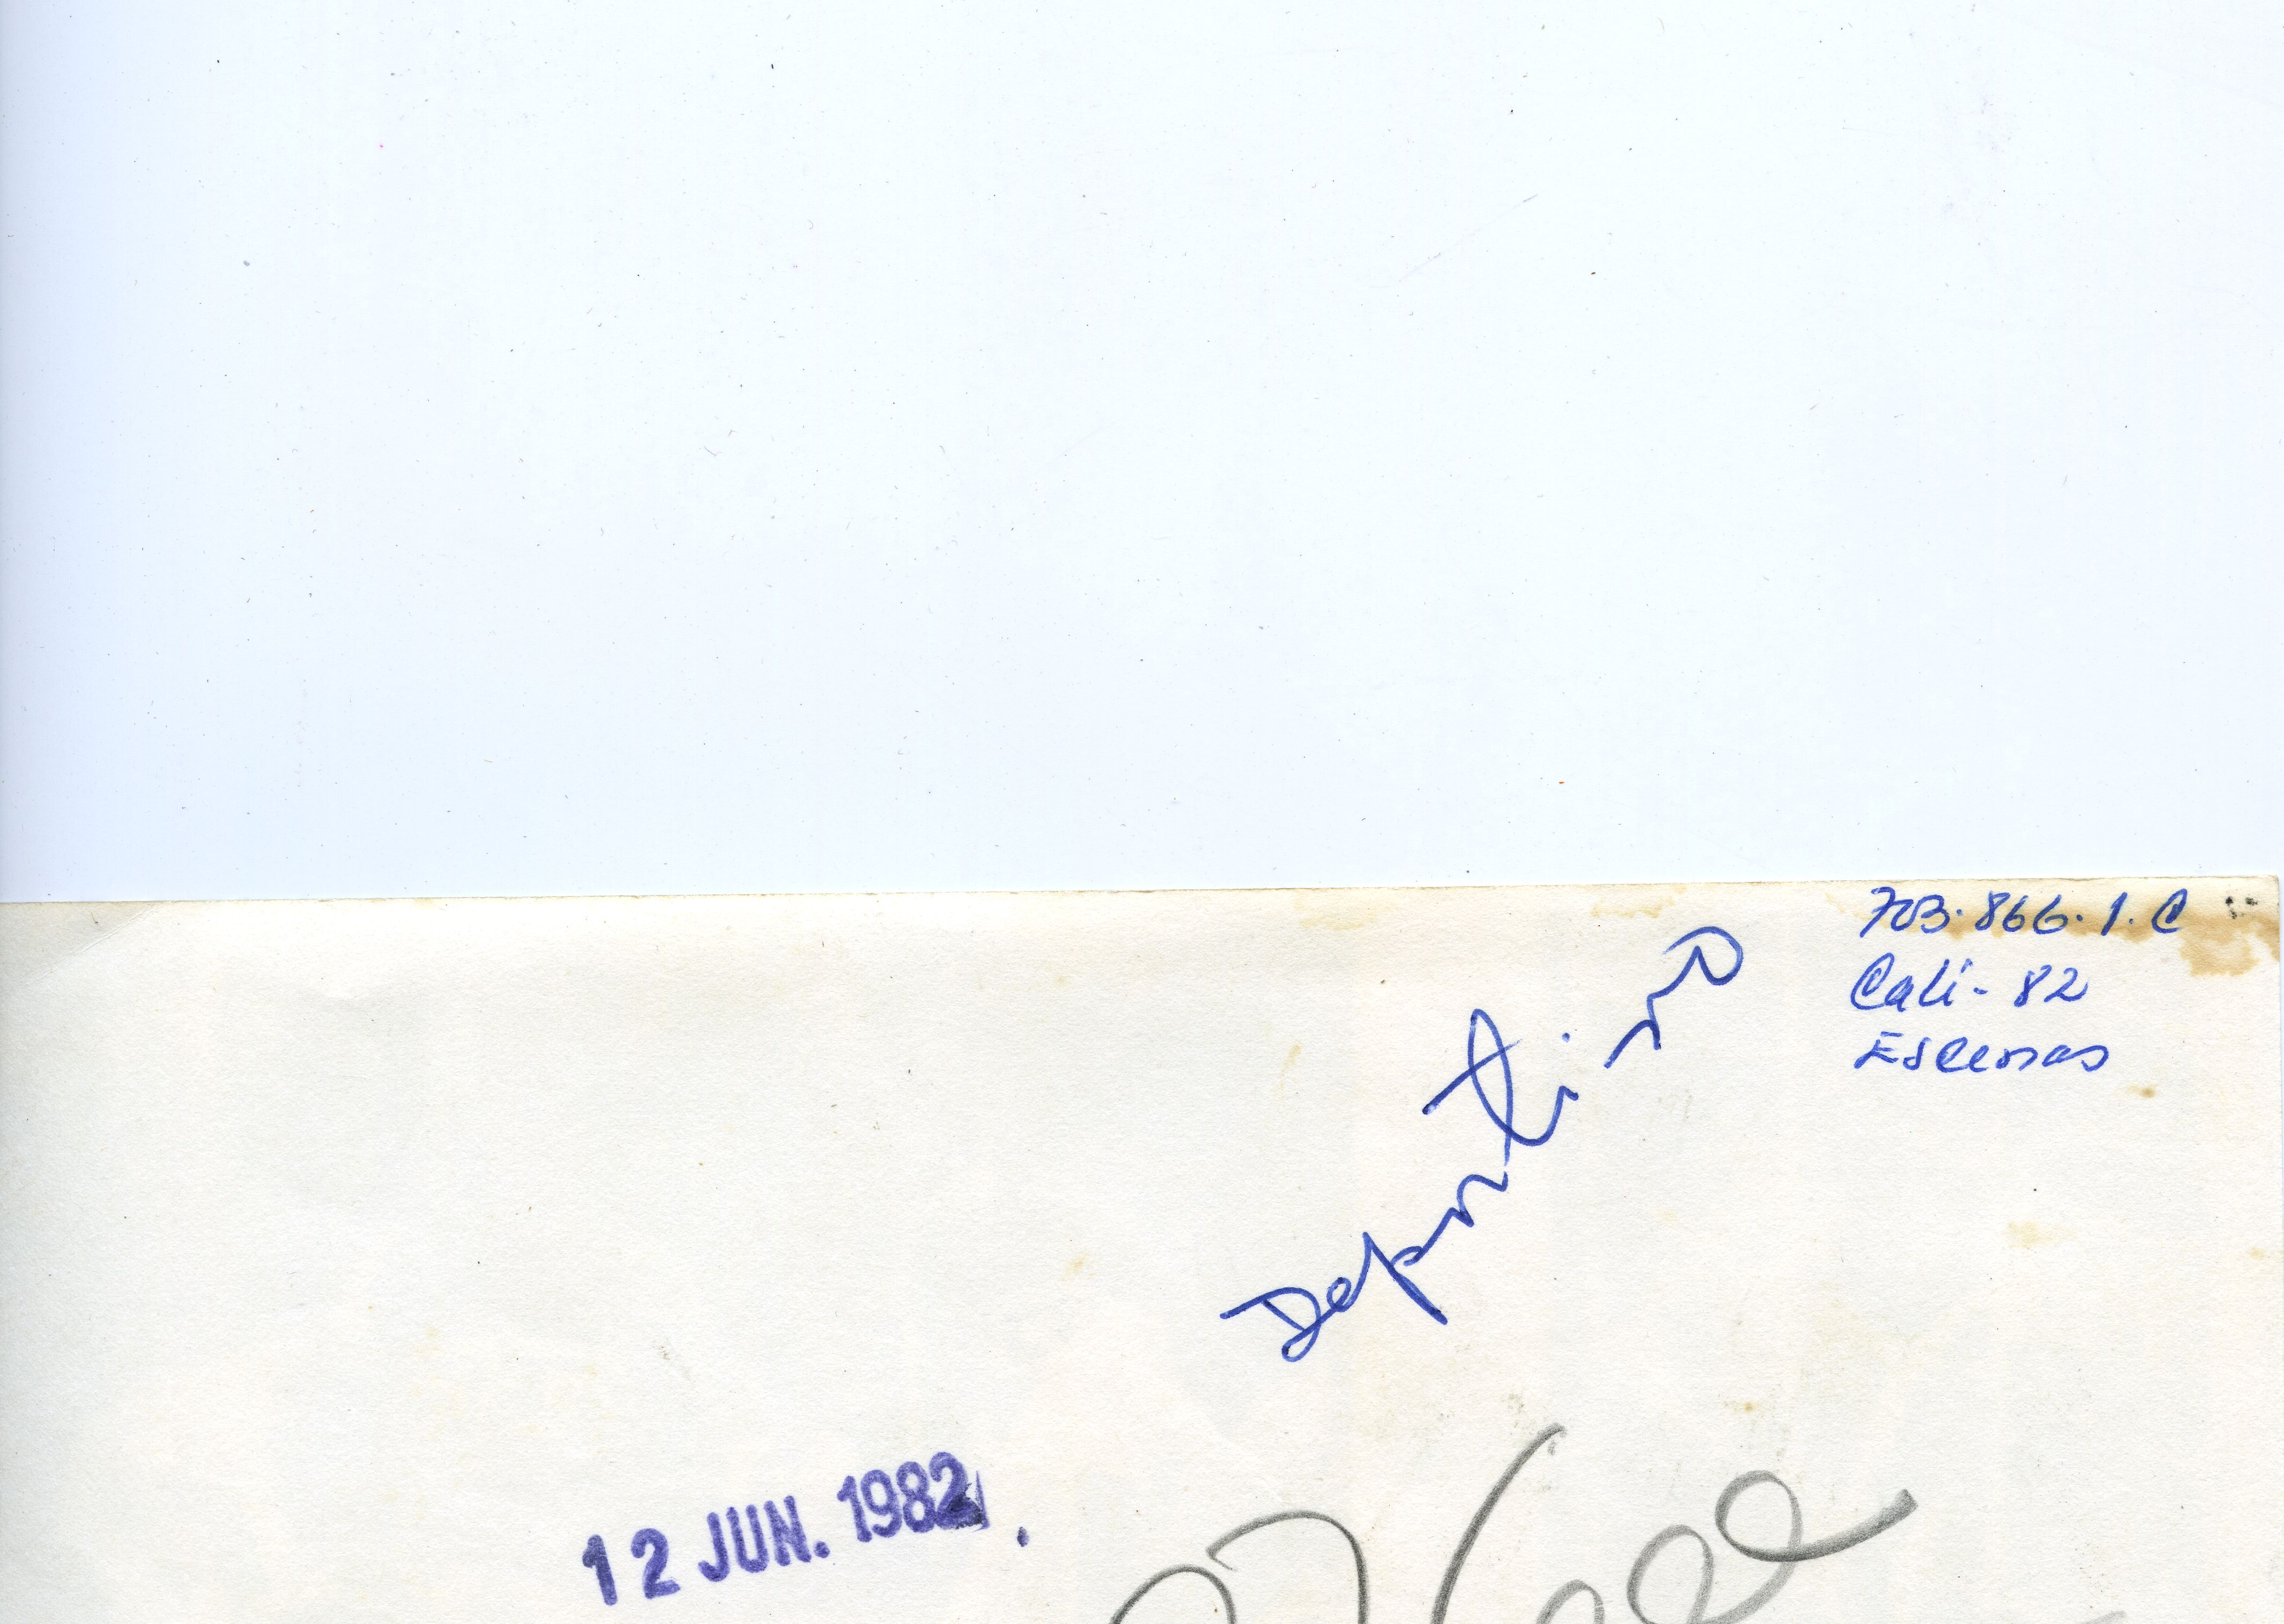 703.866.1.C
Cali-82
Escenas
Deportivo
12 JUN. 1982